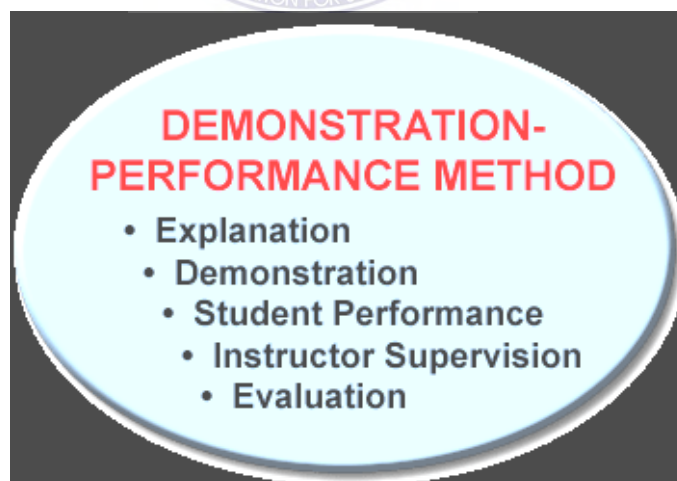 DEMONSTRATION-
PERFORMANCE METHOD
• Explanation
• Demonstration
• Student Performance
• Instructor Supervision
• Evaluation